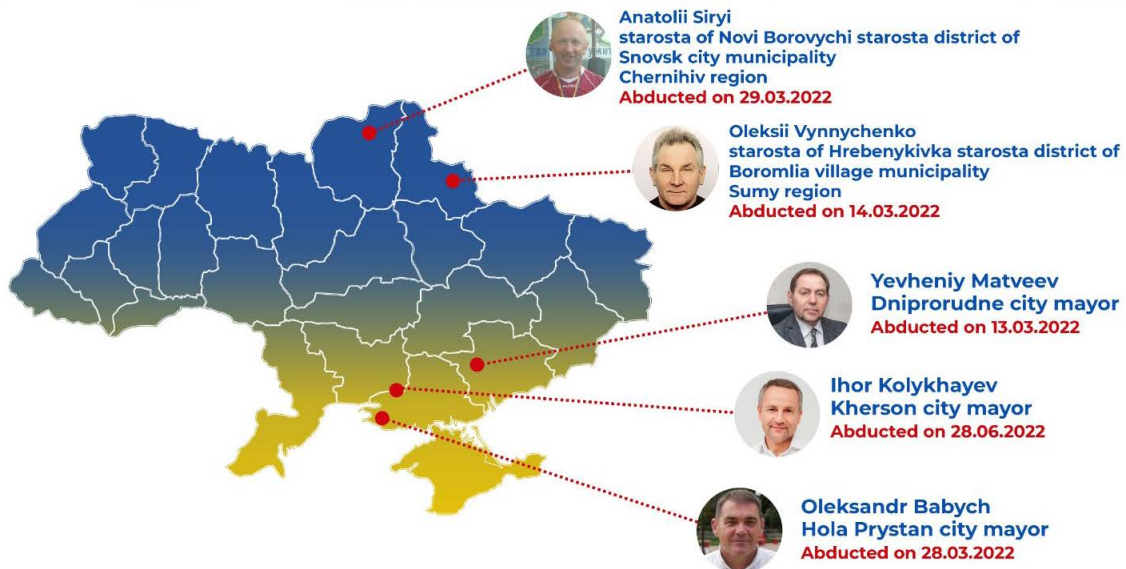 Anatolii Siryi
starosta of Novi Borovychi starosta district of
Snovsk city municipality
Chernihiv region
Abducted on 29.03.2022
Oleksii Vynnychenko
starosta of Hrebenykivka starosta district of
Boromlia village municipality
Sumy region
Abducted on 14.03.2022
Yevheniy Matveev
Dniprorudne city mayor
Abducted on 13.03.2022
Ihor Kolykhayev
Kherson city mayor
Abducted on 28.06.2022
Oleksandr Babych
Hola Prystan city mayor
Abducted on 28.03.2022